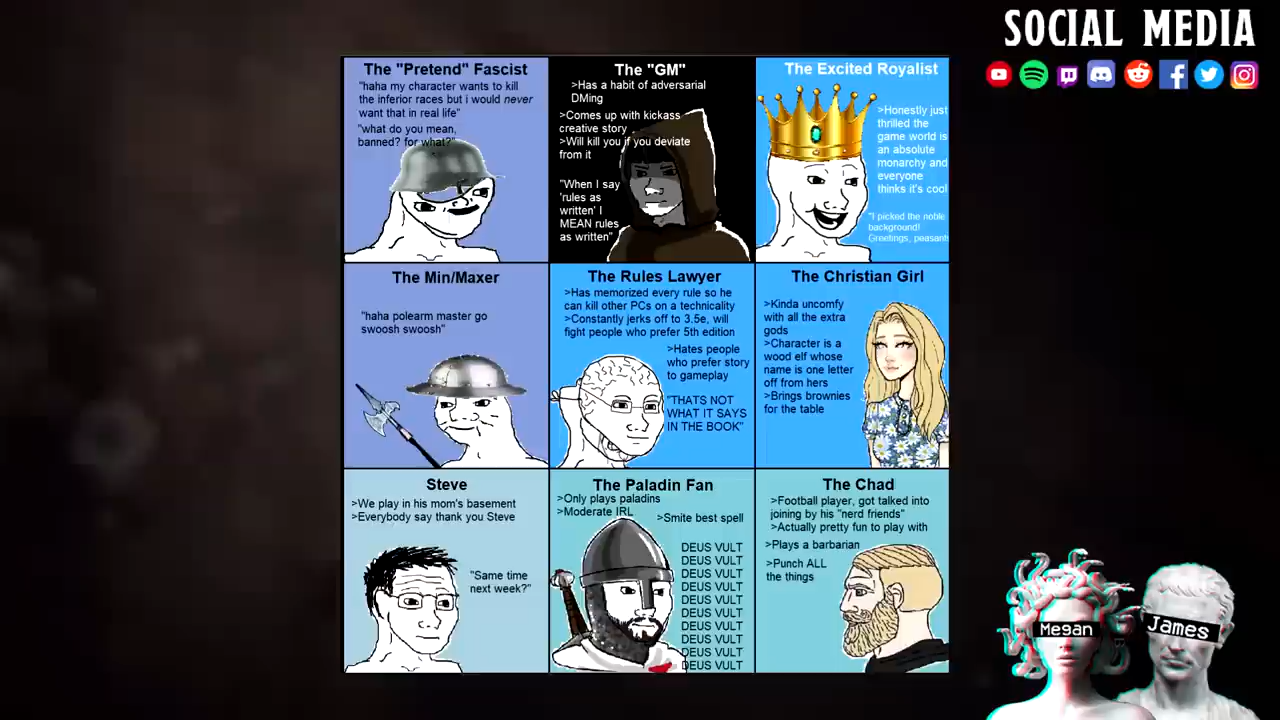 SOCIAL MEDIA
The "Pretend" Fascist
"haha my character wants to kill
the inferior races but i would never
want that in real life"
"what do you mean,
banned? for what?"
The "GM"
>Has a habit of adversarial
DMing
>Comes up with kickass
creative story
>Will kill you if you deviate
from it
"When I say
'rules as
written' I
MEAN rules
as written"
The Excited Royalist
>Honestly just
thrilled the
game world is
an absolute
monarchy and
everyone
thinks it's cool
"I picked the noble
background!
Greetings, peasants
The Min/Maxer
"haha polearm master go
swoosh swoosh"
The Rules Lawyer
>Has memorized every rule so he
can kill other PCs on a technicality
>Constantly jerks off to 3.5e, will
fight people who prefer 5th edition
>Hates people
who prefer story
to gameplay
"THATS NOT
WHAT IT SAYS
IN THE BOOK"
The Christian Girl
>Kinda uncomfy
with all the extra
gods
>Character is a
wood elf whose
name is one letter
off from hers
>Brings brownies
for the table
Steve
>We play in his mom's basement
>Everybody say thank you Steve
"Same time
next week?"
The Paladin Fan
>Only plays paladins
>Moderate IRL
>Smite best spell
DEUS VULT
DEUS VULT
DEUS VULT
DEUS VULT
DEUS VULT
DEUS VULT
DEUS VULT
DEUS VULT
DEUS VULT
DEUS VULT
The Chad
>Football player, got talked into
joining by his "nerd friends"
>Actually pretty fun to play with
>Plays a barbarian
>Punch ALL
the things
Megan
James